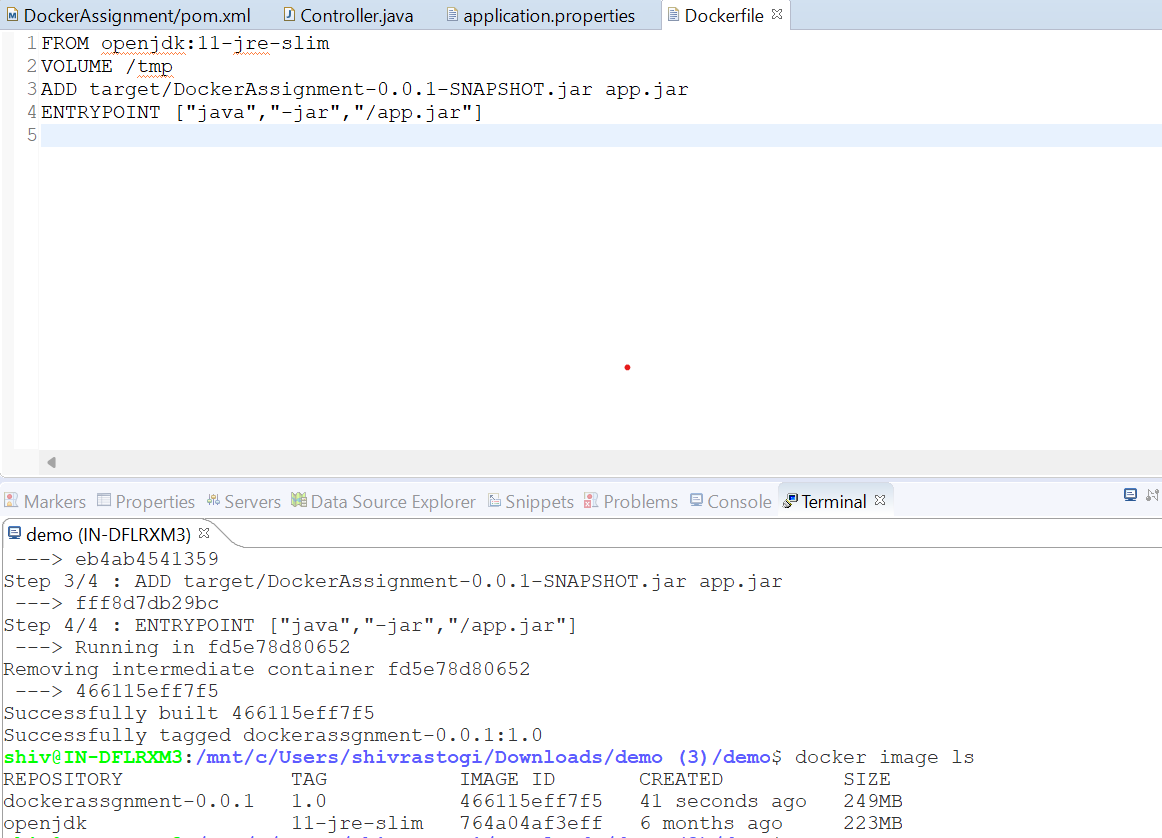 DockerAssignment/pom.xml Controller.java application.properties Dockerfile
1 FROM openjdk:11-jre-slim
2 VOLUME /tmp
3 ADD target/DockerAssignment-0.0.1-SNAPSHOT.jar app.jar
4 ENTRYPOINT ["java","-jar","/app.jar"]
5
Markers Properties Servers Data Source Explorer Snippets Problems Console Terminal
demo (IN-DFLRXM3)
---> eb4ab4541359
Step 3/4 : ADD target/DockerAssignment-0.0.1-SNAPSHOT.jar app.jar
---> fff8d7db29bc
Step 4/4 : ENTRYPOINT ["java","-jar","/app.jar"]
---> Running in fd5e78d80652
Removing intermediate container fd5e78d80652
---> 466115eff7f5
Successfully built 466115eff7f5
Successfully tagged dockerassgnment-0.0.1:1.0
shiv@IN-DFLRXM3:/mnt/c/Users/shivrastogi/Downloads/demo (3)/demo$ docker image ls
REPOSITORY TAG IMAGE ID CREATED SIZE
dockerassgnment-0.0.1 1.0 466115eff7f5 41 seconds ago 249MB
openjdk 11-jre-slim 764a04af3eff 6 months ago 223MB